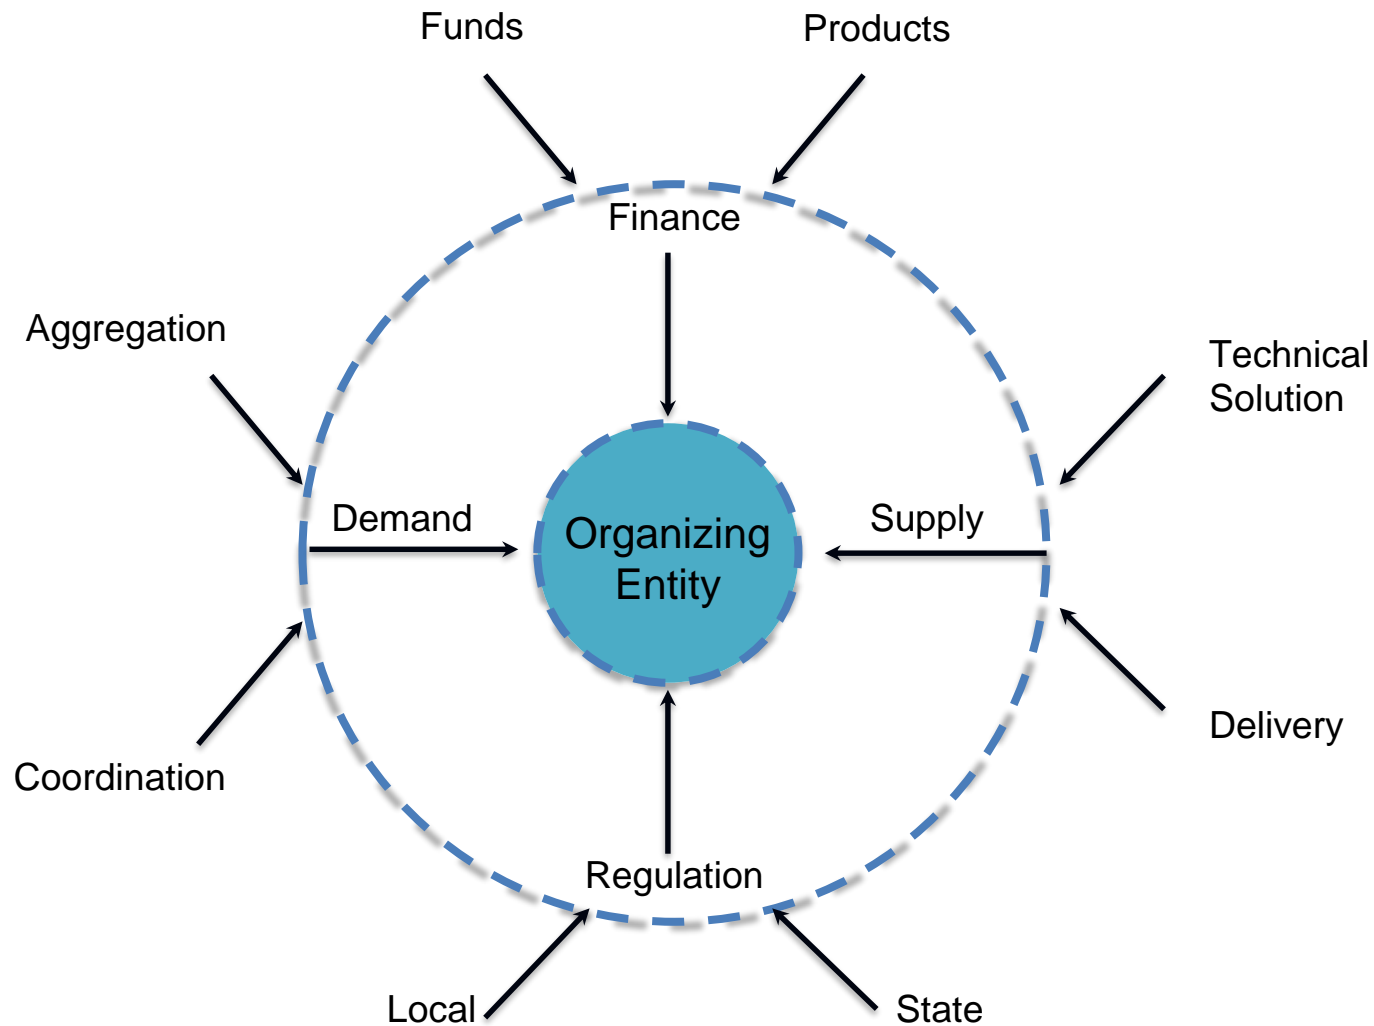 Funds
Products
Finance
Aggregation
Technical
Solution
Demand
Supply
Organizing
Entity
Delivery
Coordination
Regulation
Local
State